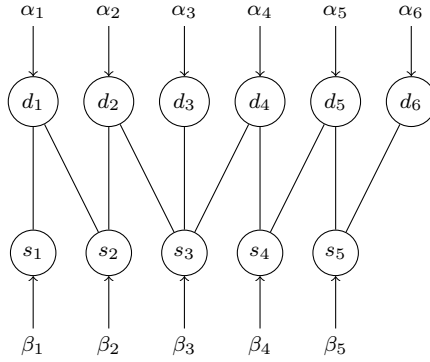 α₁ α₂ α₃ α₄ α₅ α₆
d₁ d₂ d₃ d₄ d₅ d₆
s₁ s₂ s₃ s₄ s₅
β₁ β₂ β₃ β₄ β₅